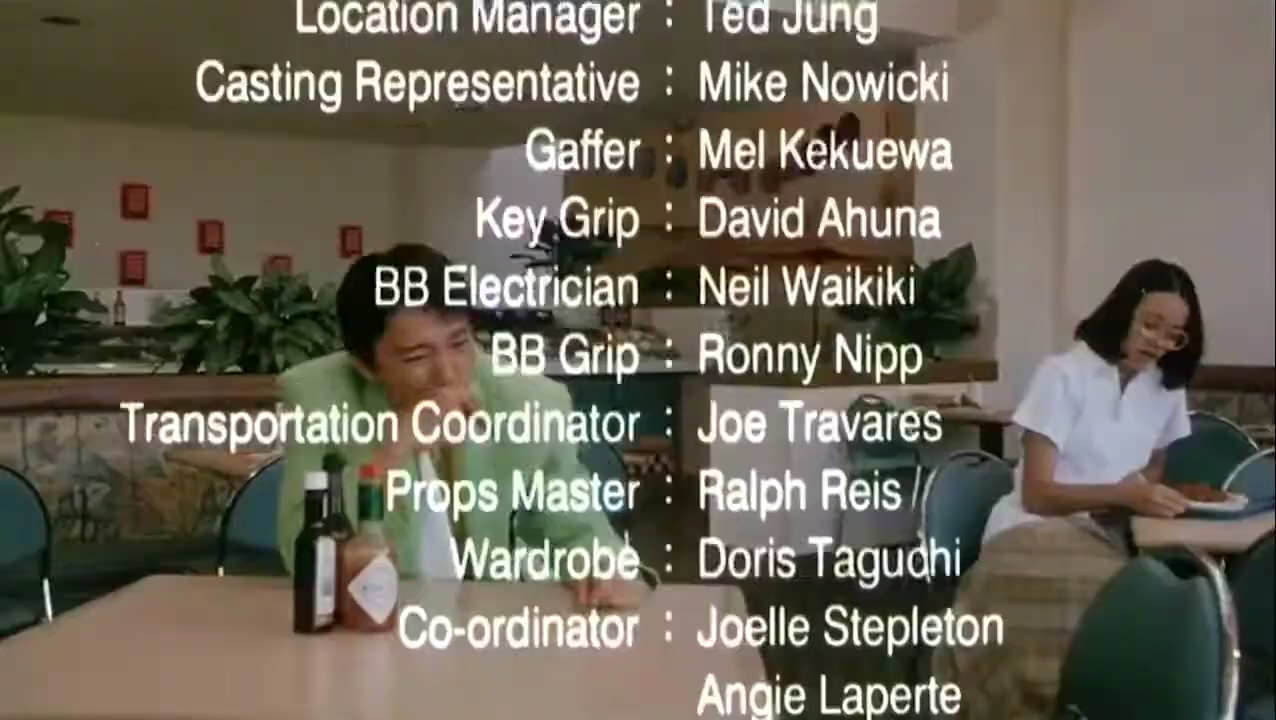 Location Manager : Ted Jung
Casting Representative : Mike Nowicki
Gaffer : Mel Kekuewa
Key Grip : David Ahuna
BB Electrician : Neil Waikiki
BB Grip : Ronny Nipp
Transportation Coordinator : Joe Travares
Props Master : Ralph Reis
Wardrobe : Doris Taguchi
Co-ordinator : Joelle Stepleton
Angie Laperte